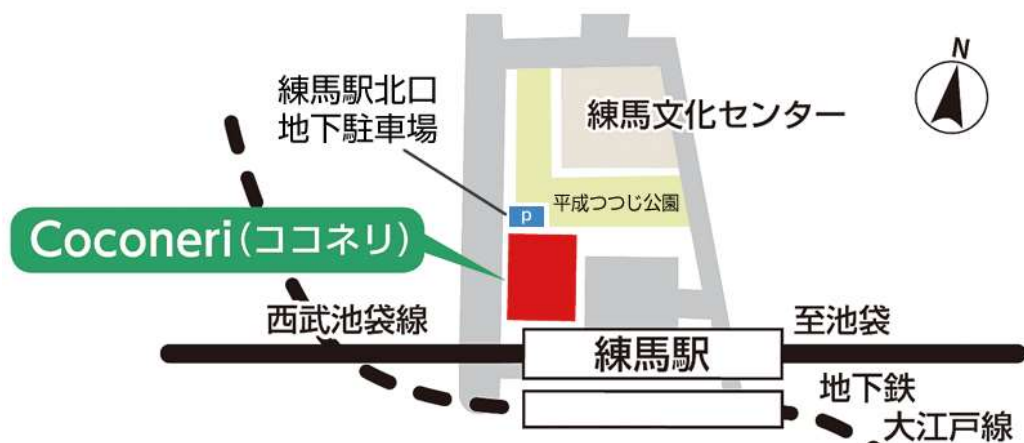 N
練馬駅北口
地下駐車場
練馬文化センター
平成つつじ公園
p
Coconeri(ココネリ)
西武池袋線
至池袋
練馬駅
地下鉄
大江戸線